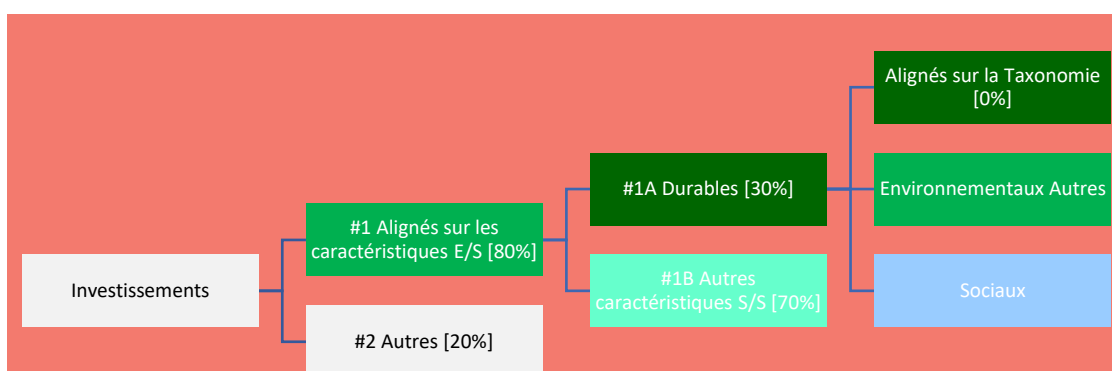 Investissements
#1 Alignés sur les
caractéristiques E/S [80%]
#2 Autres [20%]
#1A Durables [30%]
#1B Autres
caractéristiques S/S [70%]
Alignés sur la Taxonomie
[0%]
Environnementaux Autres
Sociaux